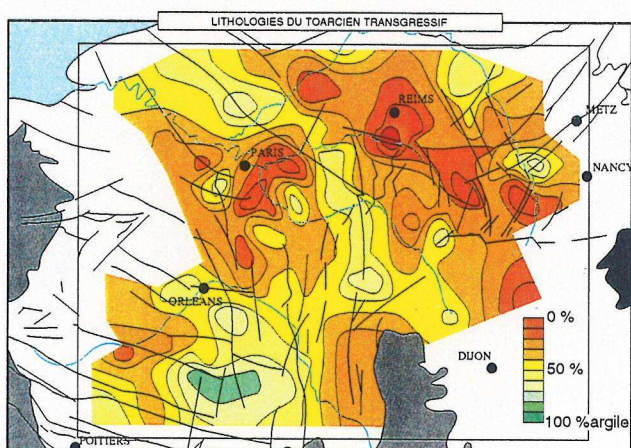 LITHOLOGIES DU TOARCIEN TRANSGRESSIF
REIMS
METZ
PARIS
NANCY
ORLEANS
0 %
50 %
DIJON
100 % argile
POITIERS